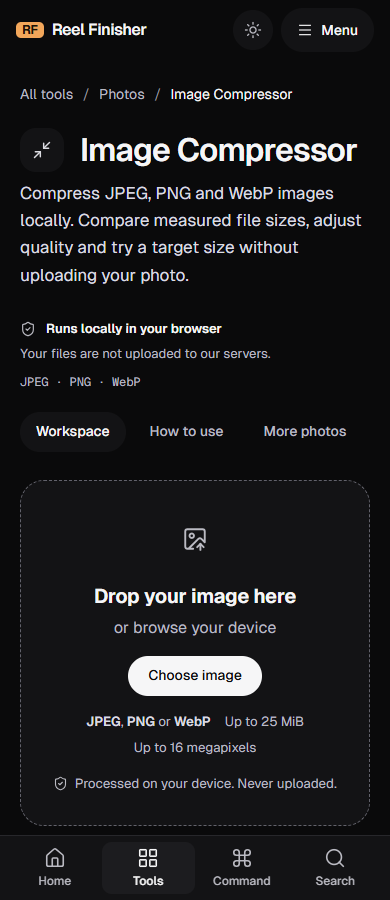 RF Reel Finisher
Menu
All tools / Photos / Image Compressor
Image Compressor
Compress JPEG, PNG and WebP images
locally. Compare measured file sizes, adjust
quality and try a target size without
uploading your photo.
Runs locally in your browser
Your files are not uploaded to our servers.
JPEG · PNG · WebP
Workspace How to use More photos
Drop your image here
or browse your device
Choose image
JPEG, PNG or WebP Up to 25 MiB
Up to 16 megapixels
Processed on your device. Never uploaded.
Home Tools Command Search